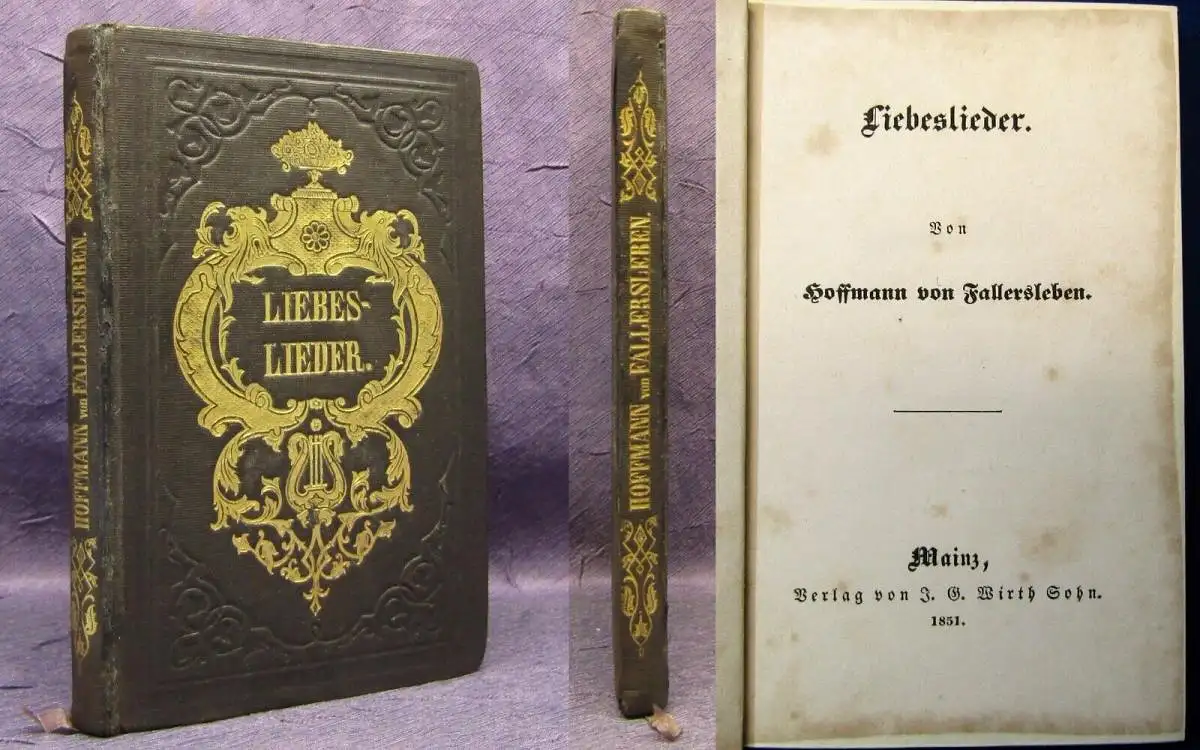 HOFFMANN von FALLERSLEBEN.
LIEBES-
LIEDER.
HOFFMANN von FALLERSLEBEN.
Liebeslieder.
Von
Hoffmann von Fallersleben.
Mainz,
Verlag von J. G. Wirth Sohn.
1851.